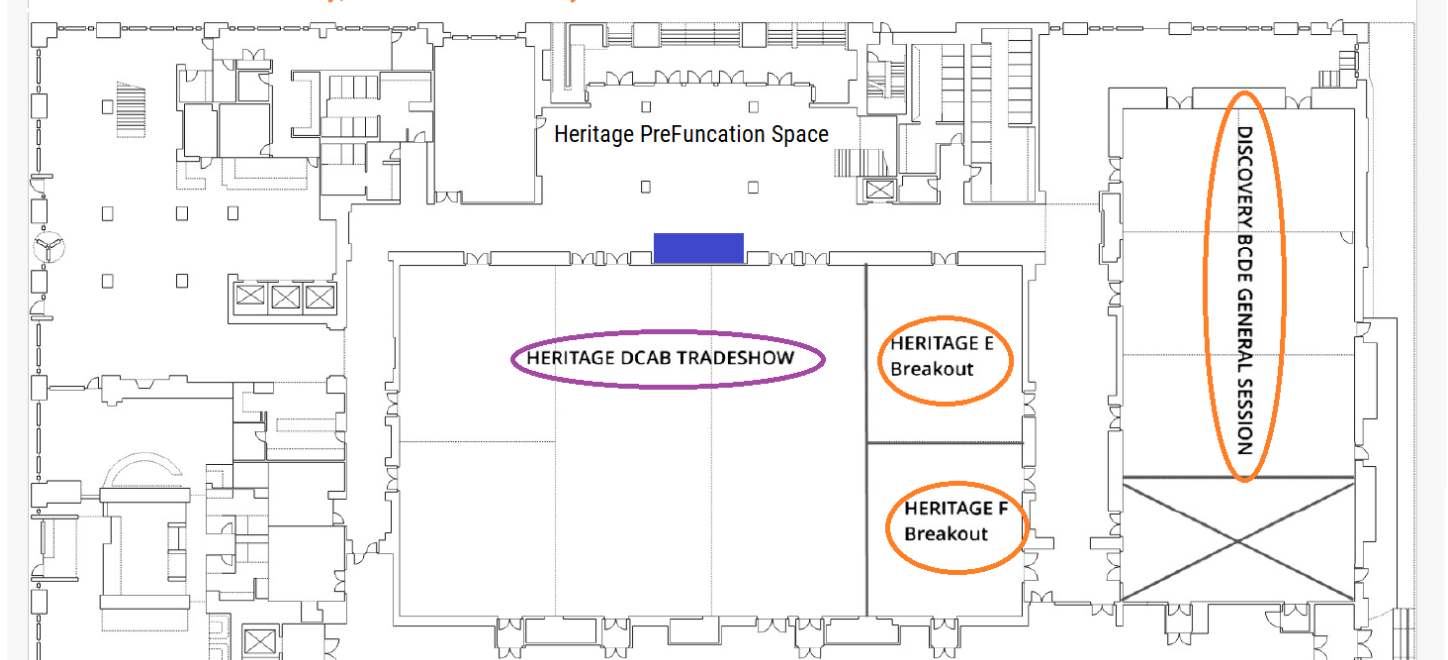 Heritage PreFuncation Space
HERITAGE DCAB TRADESHOW
HERITAGE E
Breakout
HERITAGE F
Breakout
DISCOVERY BCDE GENERAL SESSION